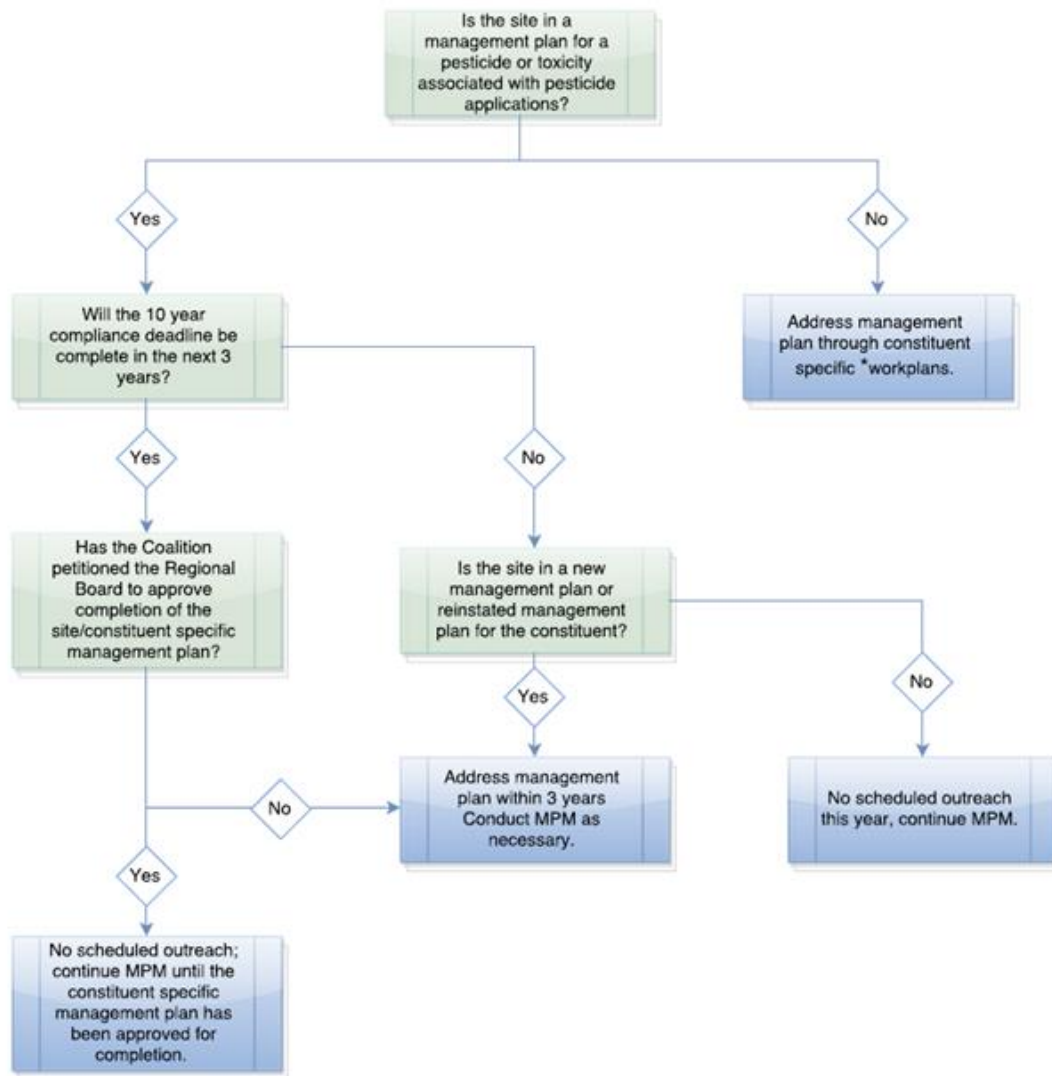 Is the site in a
management plan for a
pesticide or toxicity
associated with pesticide
applications?
Yes
No
Will the 10 year
compliance deadline be
complete in the next 3
years?
Address management
plan through constituent
specific *workplans.
Yes
No
Has the Coalition
petitioned the Regional
Board to approve
completion of the
site/constituent specific
management plan?
Is the site in a new
management plan or
reinstated management
plan for the constituent?
Yes
No
Address management
plan within 3 years
Conduct MPM as
necessary.
No scheduled outreach
this year, continue MPM.
No
Yes
No scheduled outreach;
continue MPM until the
constituent specific
management plan has
been approved for
completion.